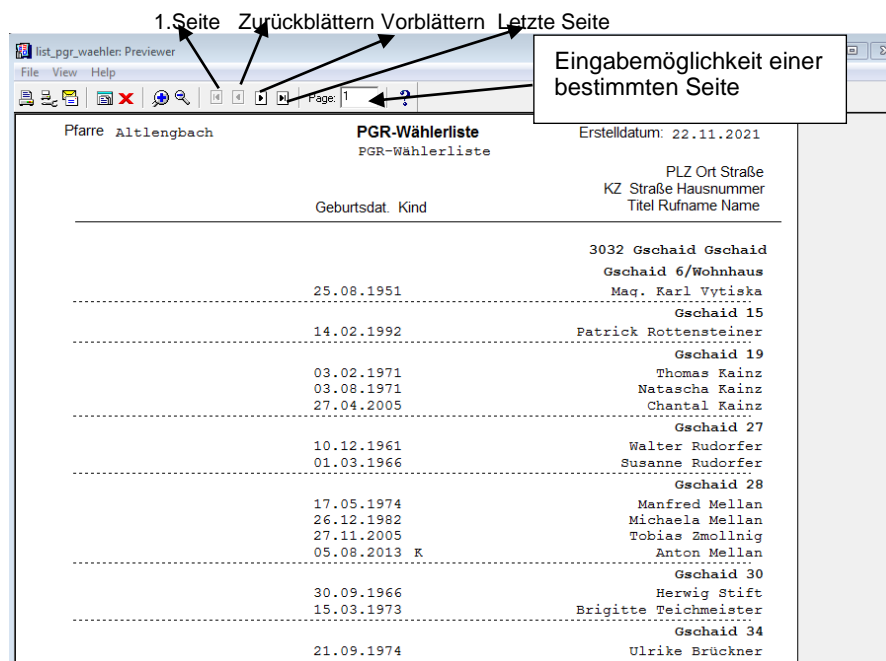 1.Seite Zurückblättern Vorblättern Letzte Seite
list_pgr_waehler: Previewer
Eingabemöglichkeit einer
bestimmten Seite
File View Help
Page: 1
Pfarre Altlengbach PGR-Wählerliste Erstelldatum: 22.11.2021
PGR-Wählerliste
PLZ Ort Straße
KZ Straße Hausnummer
Geburtsdat. Kind Titel Rufname Name
3032 Gschaid Gschaid
Gschaid 6/Wohnhaus
25.08.1951 Mag. Karl Vytiska
Gschaid 15
14.02.1992 Patrick Rottensteiner
Gschaid 19
03.02.1971 Thomas Kainz
03.08.1971 Natascha Kainz
27.04.2005 Chantal Kainz
Gschaid 27
10.12.1961 Walter Rudorfer
01.03.1966 Susanne Rudorfer
Gschaid 28
17.05.1974 Manfred Mellan
26.12.1982 Michaela Mellan
27.11.2005 Tobias Zmollnig
05.08.2013 K Anton Mellan
Gschaid 30
30.09.1966 Herwig Stift
15.03.1973 Brigitte Teichmeister
Gschaid 34
21.09.1974 Ulrike Brückner